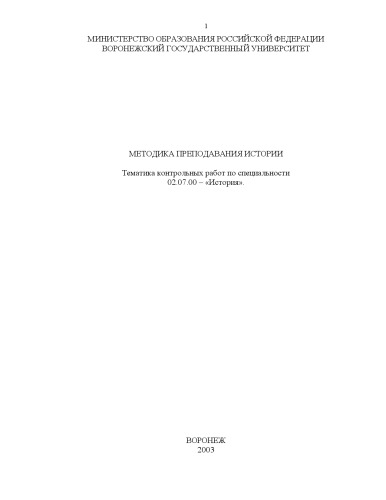 1
МИНИСТЕРСТВО ОБРАЗОВАНИЯ РОССИЙСКОЙ ФЕДЕРАЦИИ
ВОРОНЕЖСКИЙ ГОСУДАРСТВЕННЫЙ УНИВЕРСИТЕТ
МЕТОДИКА ПРЕПОДАВАНИЯ ИСТОРИИ
Тематика контрольных работ по специальности
02.07.00 – «История».
ВОРОНЕЖ
2003